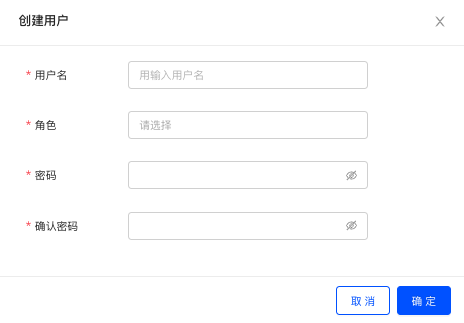 创建用户
* 用户名
用输入用户名
* 角色
请选择
* 密码
* 确认密码
取 消
确 定